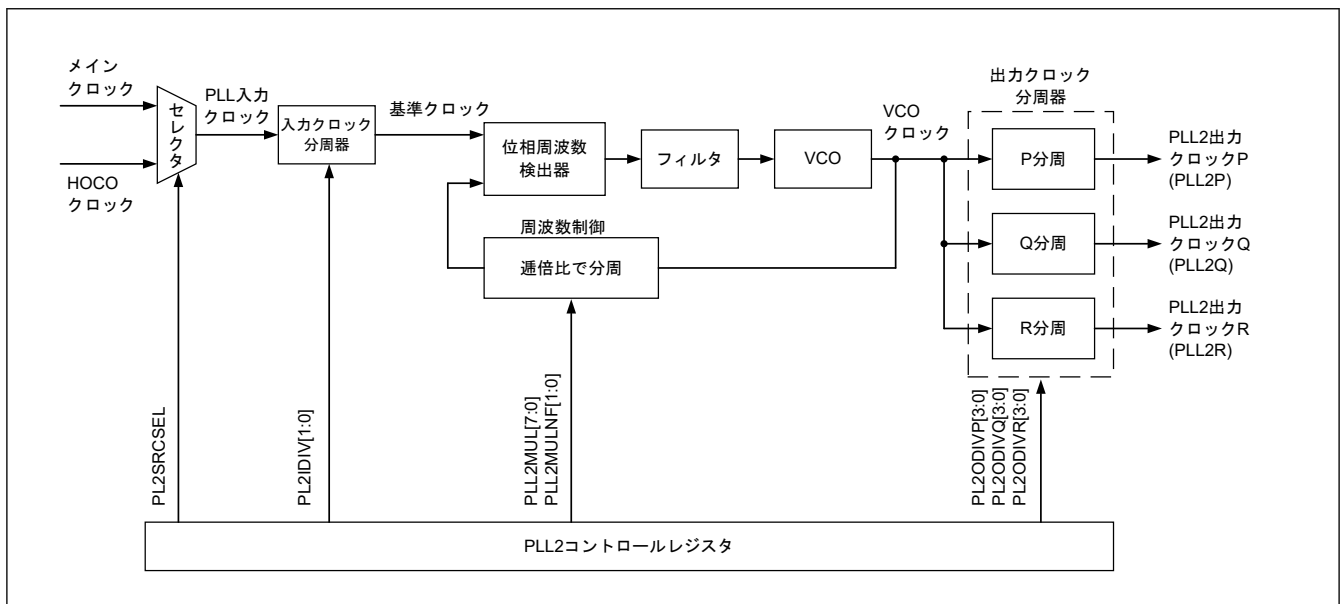 メイン
クロック
HOCO
クロック
セレクタ
PLL入力
クロック
入力クロック
分周器
基準クロック
位相周波数
検出器
フィルタ
VCO
VCO
クロック
周波数制御
逓倍比で分周
出力クロック
分周器
P分周
Q分周
R分周
PLL2出力
クロックP
(PLL2P)
PLL2出力
クロックQ
(PLL2Q)
PLL2出力
クロックR
(PLL2R)
PL2SRCSEL
PL2IDIV[1:0]
PLL2MUL[7:0]
PLL2MULNF[1:0]
PL2ODIVP[3:0]
PL2ODIVQ[3:0]
PL2ODIVR[3:0]
PLL2コントロールレジスタ